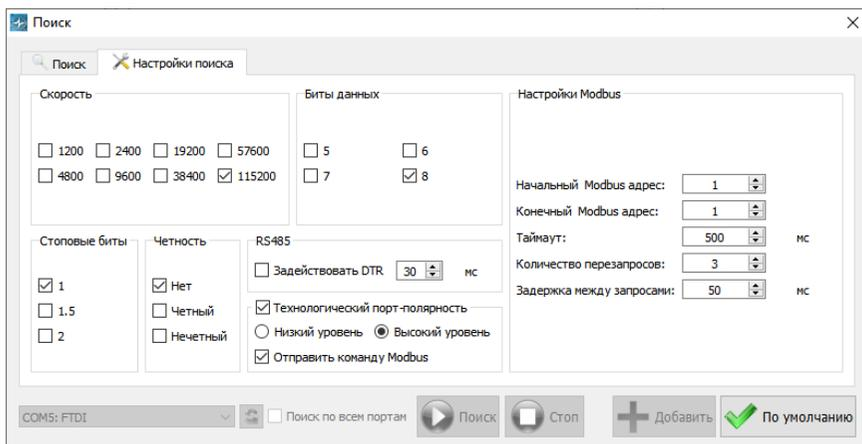 Поиск
Поиск
Настройки поиска
Скорость
1200 2400 19200 57600
4800 9600 38400 115200
Биты данных
5 6
7 8
Настройки Modbus
Начальный Modbus адрес: 1
Конечный Modbus адрес: 1
Таймаут: 500 мс
Количество перезапросов: 3
Задержка между запросами: 50 мс
Стоповые биты
1
1.5
2
Четность
Нет
Четный
Нечетный
RS485
Задействовать DTR 30 мс
Технологический порт-полярность
Низкий уровень Высокий уровень
Отправить команду Modbus
COM5: FTDI Поиск по всем портам Поиск Стоп Добавить По умолчанию